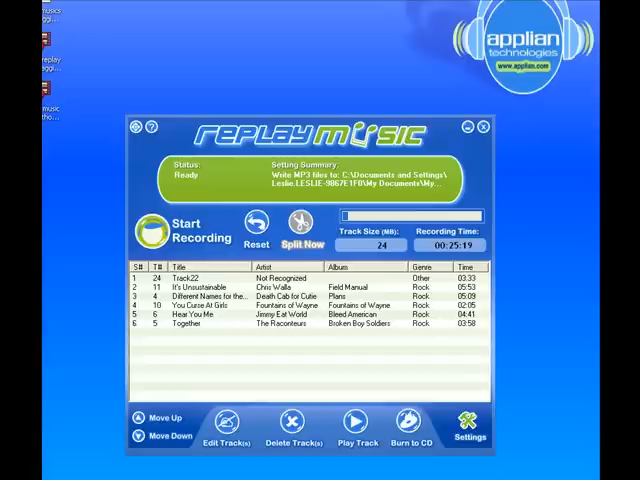 musics
aggi...
replay
aggi...
music
tho...
applian
technologies
www.applian.com
replay music
Status:
Ready
Setting Summary:
Write MP3 files to: C:\Documents and Settings\
Leslie.LESLIE-9867E1F0\My Documents\My...
Start
Recording
Reset
Split Now
Track Size (MB):
24
Recording Time:
00:25:19
S# T# Title Artist Album Genre Time
1 24 Track22 Not Recognized Other 03:33
2 11 It's Unsustainable Chris Walla Field Manual Rock 05:53
3 4 Different Names for the... Death Cab for Cutie Plans Rock 05:09
4 10 You Curse At Girls Fountains of Wayne Fountains of Wayne Rock 02:05
5 6 Hear You Me Jimmy Eat World Bleed American Rock 04:41
6 5 Together The Raconteurs Broken Boy Soldiers Rock 03:58
Move Up
Move Down
Edit Track(s)
Delete Track(s)
Play Track
Burn to CD
Settings